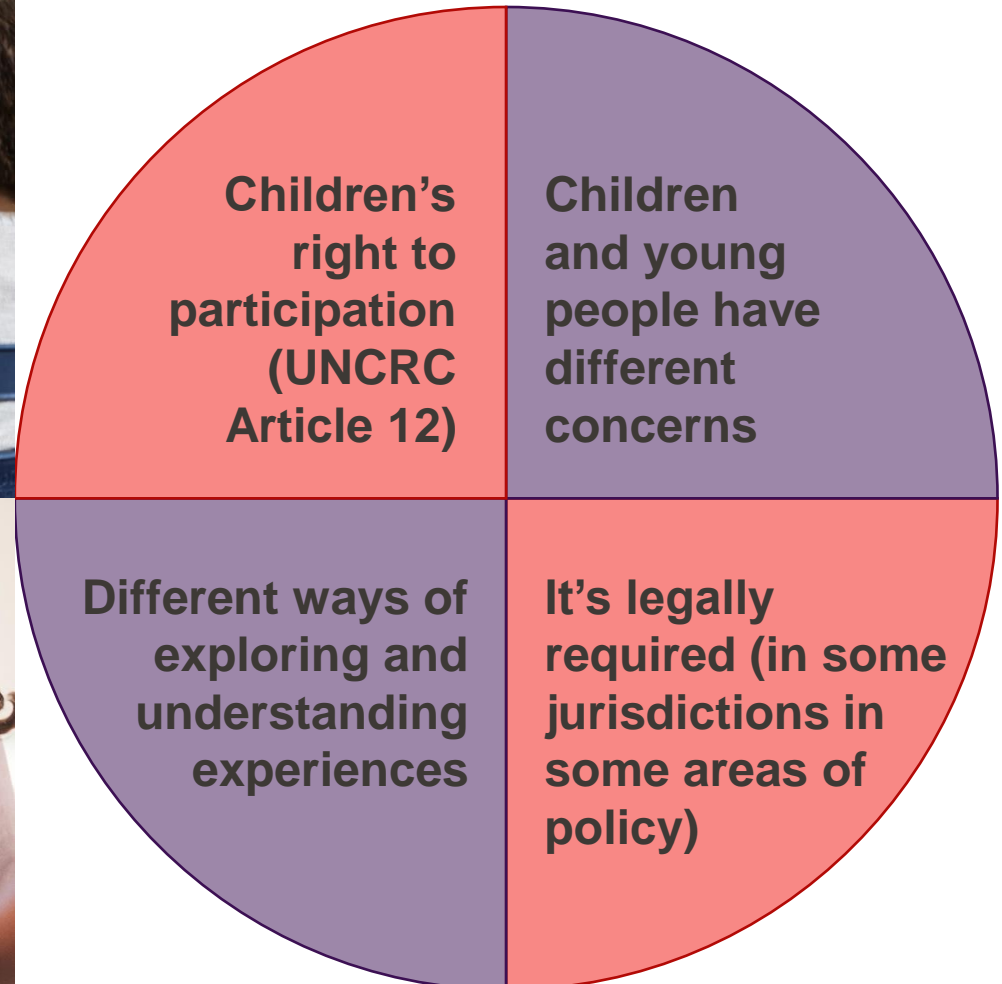 Children’s
right to
participation
(UNCRC
Article 12)
Children
and young
people have
different
concerns
Different ways of
exploring and
understanding
experiences
It’s legally
required (in some
jurisdictions in
some areas of
policy)